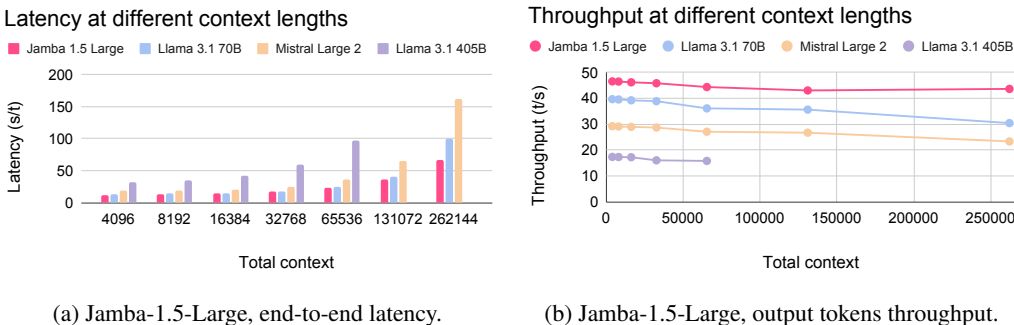 Latency at different context lengths
Jamba 1.5 Large Llama 3.1 70B Mistral Large 2 Llama 3.1 405B
200
150
100
50
0
Latency (s/t)
4096 8192 16384 32768 65536 131072 262144
Total context
(a) Jamba-1.5-Large, end-to-end latency.
Throughput at different context lengths
Jamba 1.5 Large Llama 3.1 70B Mistral Large 2 Llama 3.1 405B
50
40
30
20
10
0
Throughput (t/s)
0 50000 100000 150000 200000 250000
Total context
(b) Jamba-1.5-Large, output tokens throughput.